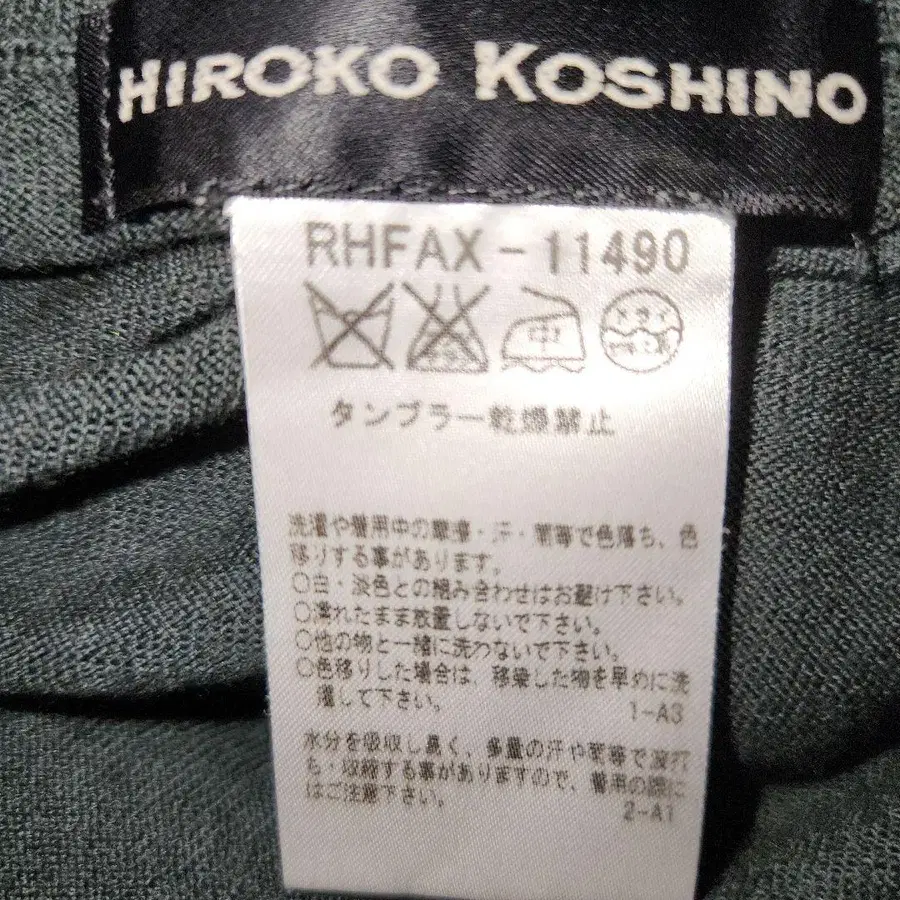 HIROKO KOSHINO
RHFAX-11490
中
タンブラー乾燥禁止
洗濯や着用中の摩擦・汗・雨等で色落ち、色
移りする事があります。
○白・淡色との組み合わせはお避け下さい。
○濡れたまま放置しないで下さい。
○他の物と一緒に洗わないで下さい。
○色移りした場合は、移染した物を早めに洗
濯して下さい。
1-A3
水分を吸収し易く、多量の汗や雨等で波打
ち・収縮する事がありますので、着用の際に
はご注意下さい。
2-A1